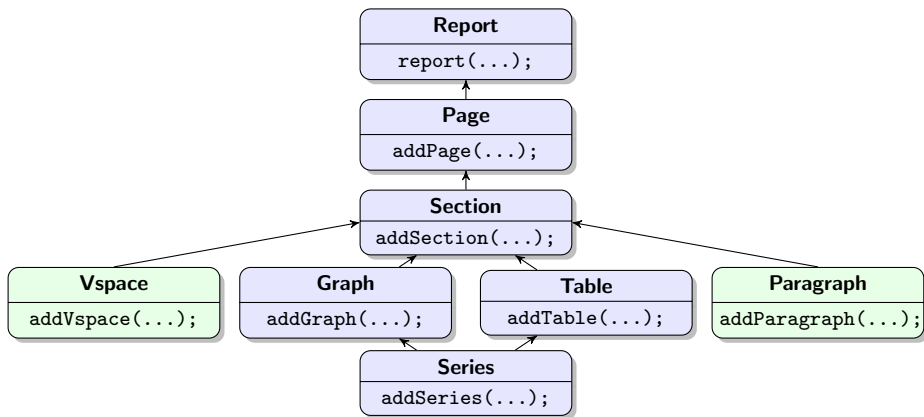 Report
report(...);
Page
addPage(...);
Section
addSection(...);
Vspace
addVspace(...);
Graph
addGraph(...);
Table
addTable(...);
Paragraph
addParagraph(...);
Series
addSeries(...);